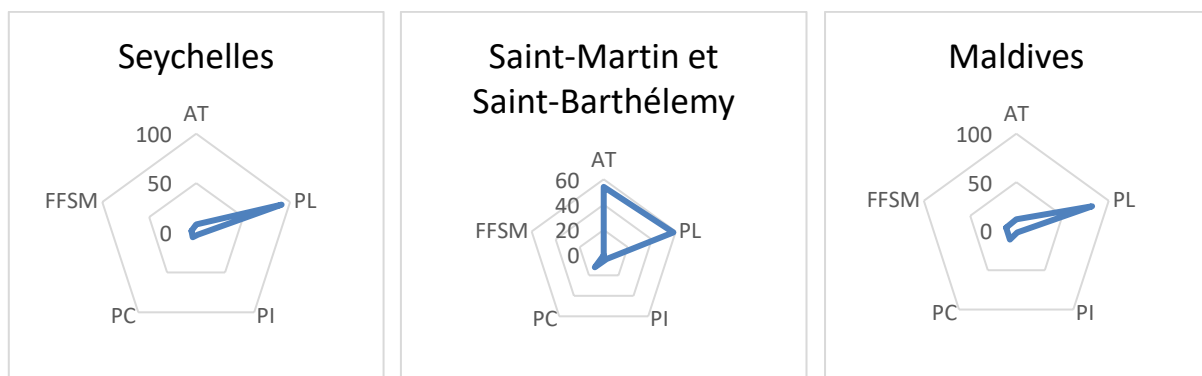 Seychelles
AT
100
50
0
FFSM
PL
PC
PI
Saint-Martin et
Saint-Barthélemy
AT
60
40
20
0
FFSM
PL
PC
PI
Maldives
AT
100
50
0
FFSM
PL
PC
PI